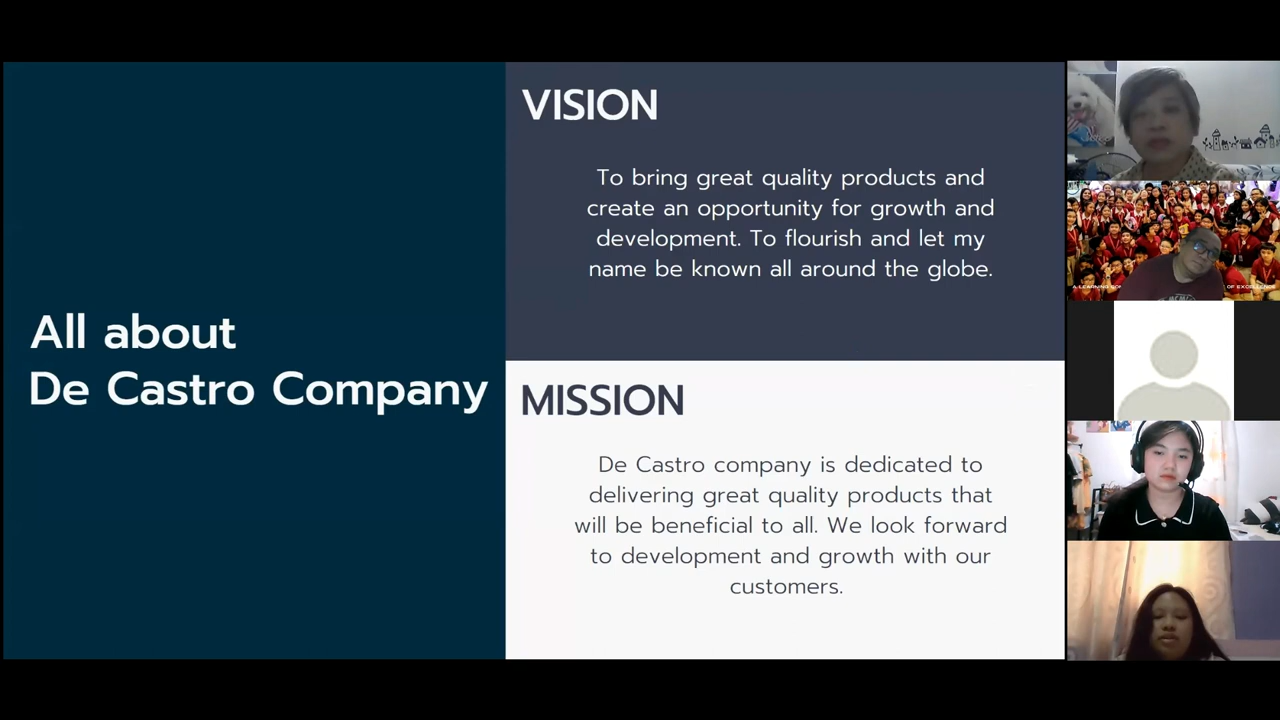 All about
De Castro Company
VISION
To bring great quality products and
create an opportunity for growth and
development. To flourish and let my
name be known all around the globe.
MISSION
De Castro company is dedicated to
delivering great quality products that
will be beneficial to all. We look forward
to development and growth with our
customers.
OF EXCELLENCE